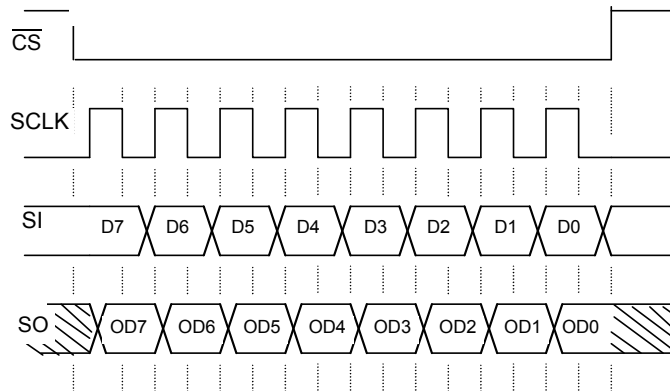 C̅S̅
SCLK
SI D7 D6 D5 D4 D3 D2 D1 D0
SO OD7 OD6 OD5 OD4 OD3 OD2 OD1 OD0